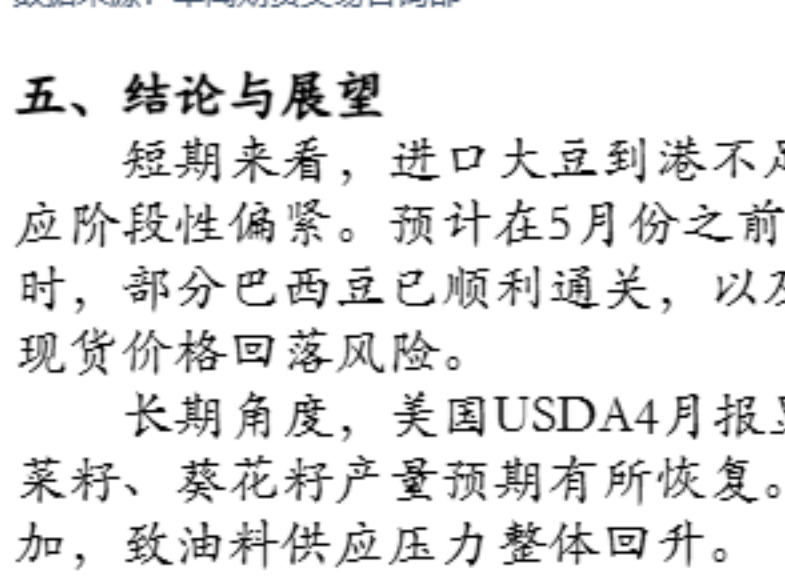 五、结论与展望
短期来看，进口大豆到港不
应阶段性偏紧。预计在5月份之前
时，部分巴西豆已顺利通关，以
现货价格回落风险。
长期角度，美国USDA4月报
菜籽、葵花籽产量预期有所恢复。
加，致油料供应压力整体回升。